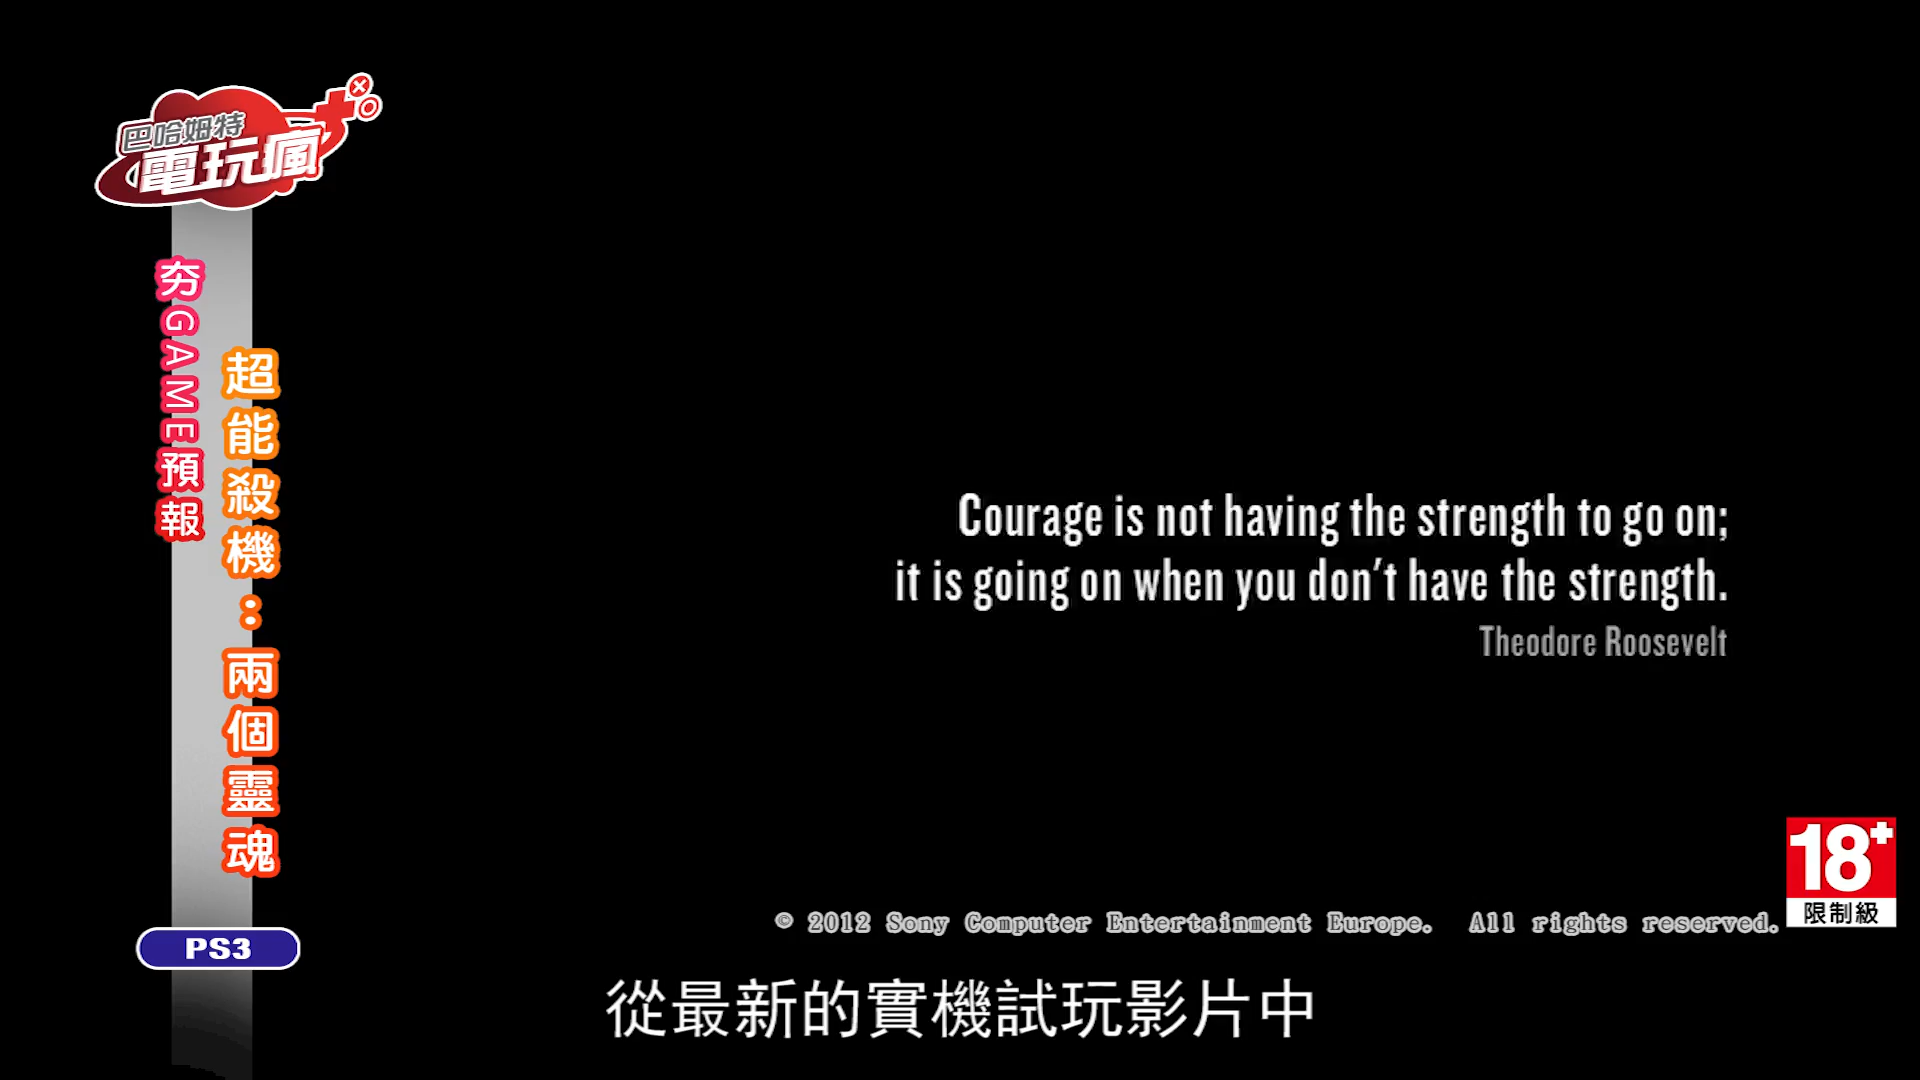 巴哈姆特
電玩瘋
夯GAME預報
超能殺機:兩個靈魂
PS3
Courage is not having the strength to go on;
it is going on when you don't have the strength.
Theodore Roosevelt
18+
限制級
© 2012 Sony Computer Entertainment Europe. All rights reserved.
從最新的實機試玩影片中